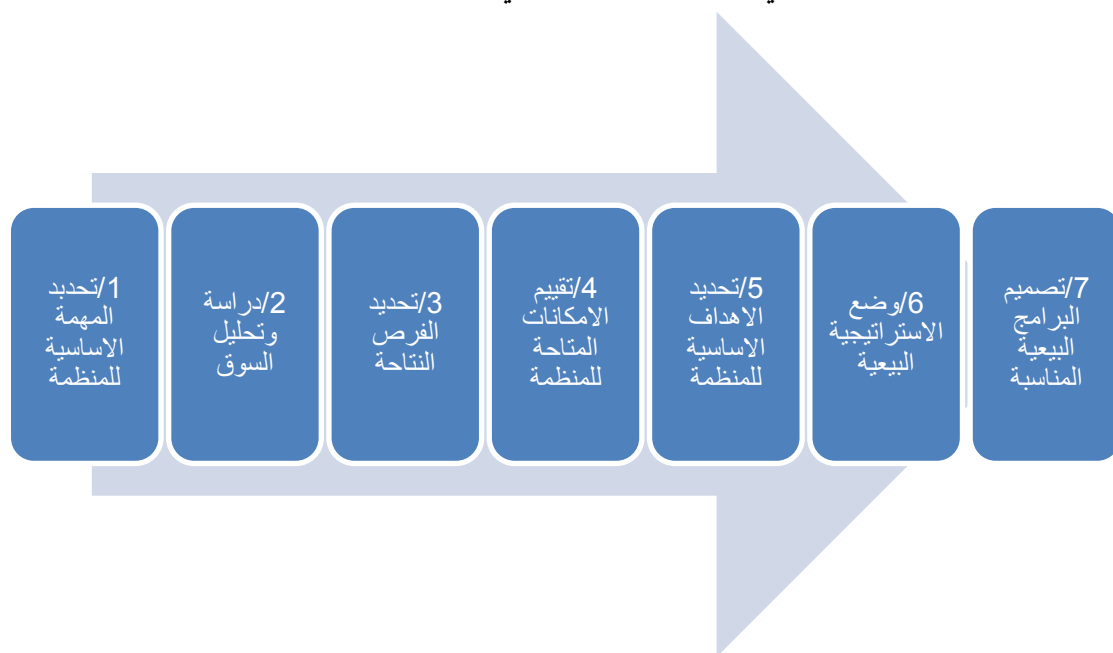 1/تحدبد
المهمة
الاساسية
للمنظمة
2/دراسة
وتحليل
السوق
3/تحديد
الفرص
النتاحة
4/تقييم
الامكانات
المتاحة
للمنظمة
5/تحديد
الاهداف
الاساسية
للمنظمة
6/وضع
الاستراتيجية
البيعية
7/تصميم
البرامج
البيعية
المناسبة